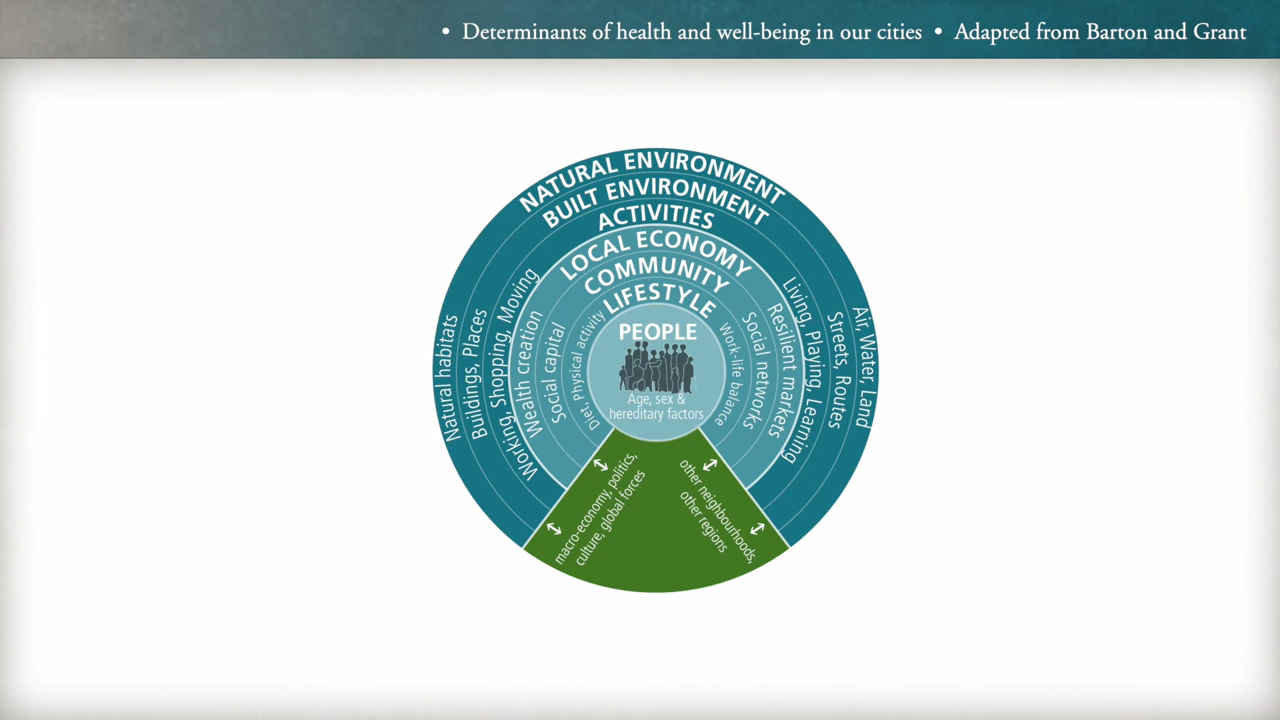 • Determinants of health and well-being in our cities • Adapted from Barton and Grant
NATURAL ENVIRONMENT
BUILT ENVIRONMENT
ACTIVITIES
LOCAL ECONOMY
COMMUNITY
LIFESTYLE
PEOPLE
Age, sex &
hereditary factors
Natural habitats
Buildings, Places
Working, Shopping, Moving
Wealth creation
Social capital
Diet, Physical activity
Work-life balance
Social networks
Resilient markets
Living, Playing, Learning
Streets, Routes
Air, Water, Land
macro-economy, politics,
culture, global forces
other neighbourhoods,
other regions